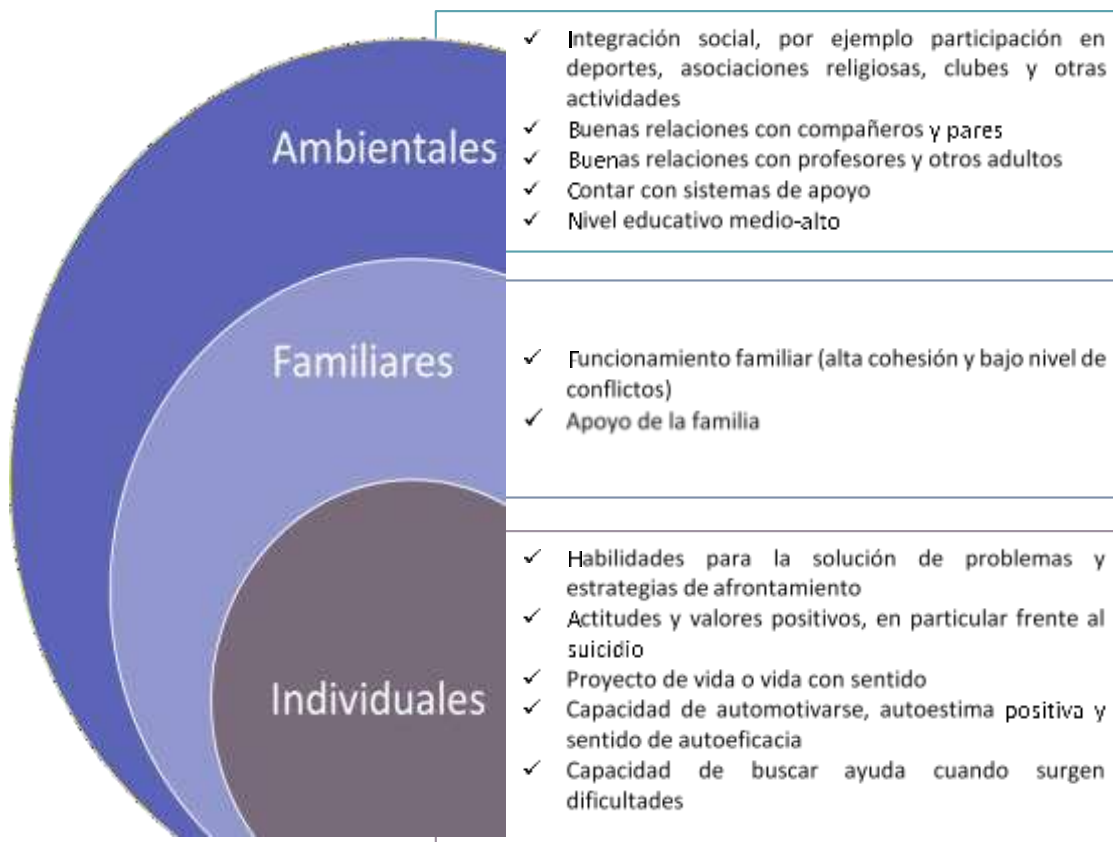 Ambientales
✓ Integración social, por ejemplo participación en
deportes, asociaciones religiosas, clubes y otras
actividades
✓ Buenas relaciones con compañeros y pares
✓ Buenas relaciones con profesores y otros adultos
✓ Contar con sistemas de apoyo
✓ Nivel educativo medio-alto
Familiares
✓ Funcionamiento familiar (alta cohesión y bajo nivel de
conflictos)
✓ Apoyo de la familia
Individuales
✓ Habilidades para la solución de problemas y
estrategias de afrontamiento
✓ Actitudes y valores positivos, en particular frente al
suicidio
✓ Proyecto de vida o vida con sentido
✓ Capacidad de automotivarse, autoestima positiva y
sentido de autoeficacia
✓ Capacidad de buscar ayuda cuando surgen
dificultades